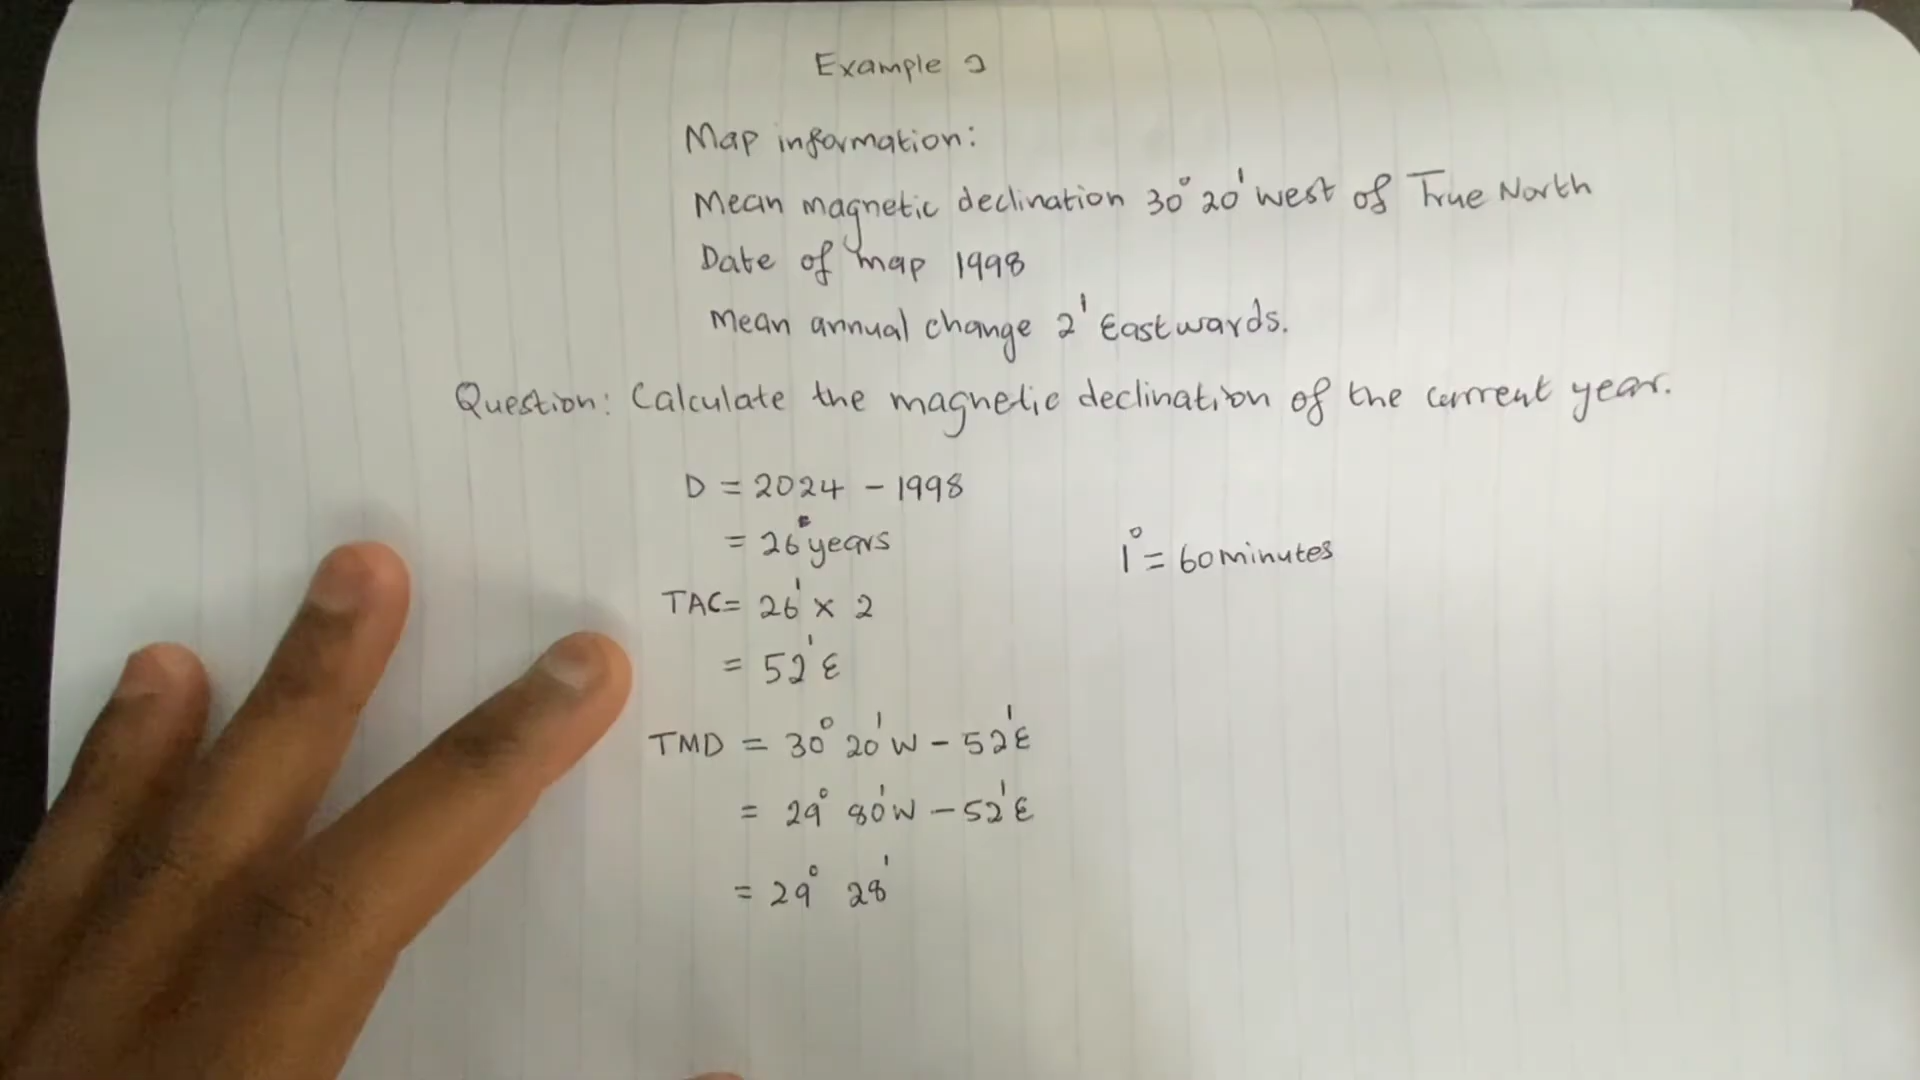 Example 2
Map information:
Mean magnetic declination 30° 20' west of True North
Date of map 1998
Mean annual change 2' Eastwards.
Question: Calculate the magnetic declination of the current year.
D = 2024 - 1998
= 26 years
1° = 60 minutes
TAC = 26' x 2
= 52' E
TMD = 30° 20' W - 52' E
= 29° 80' W - 52' E
= 29° 28'